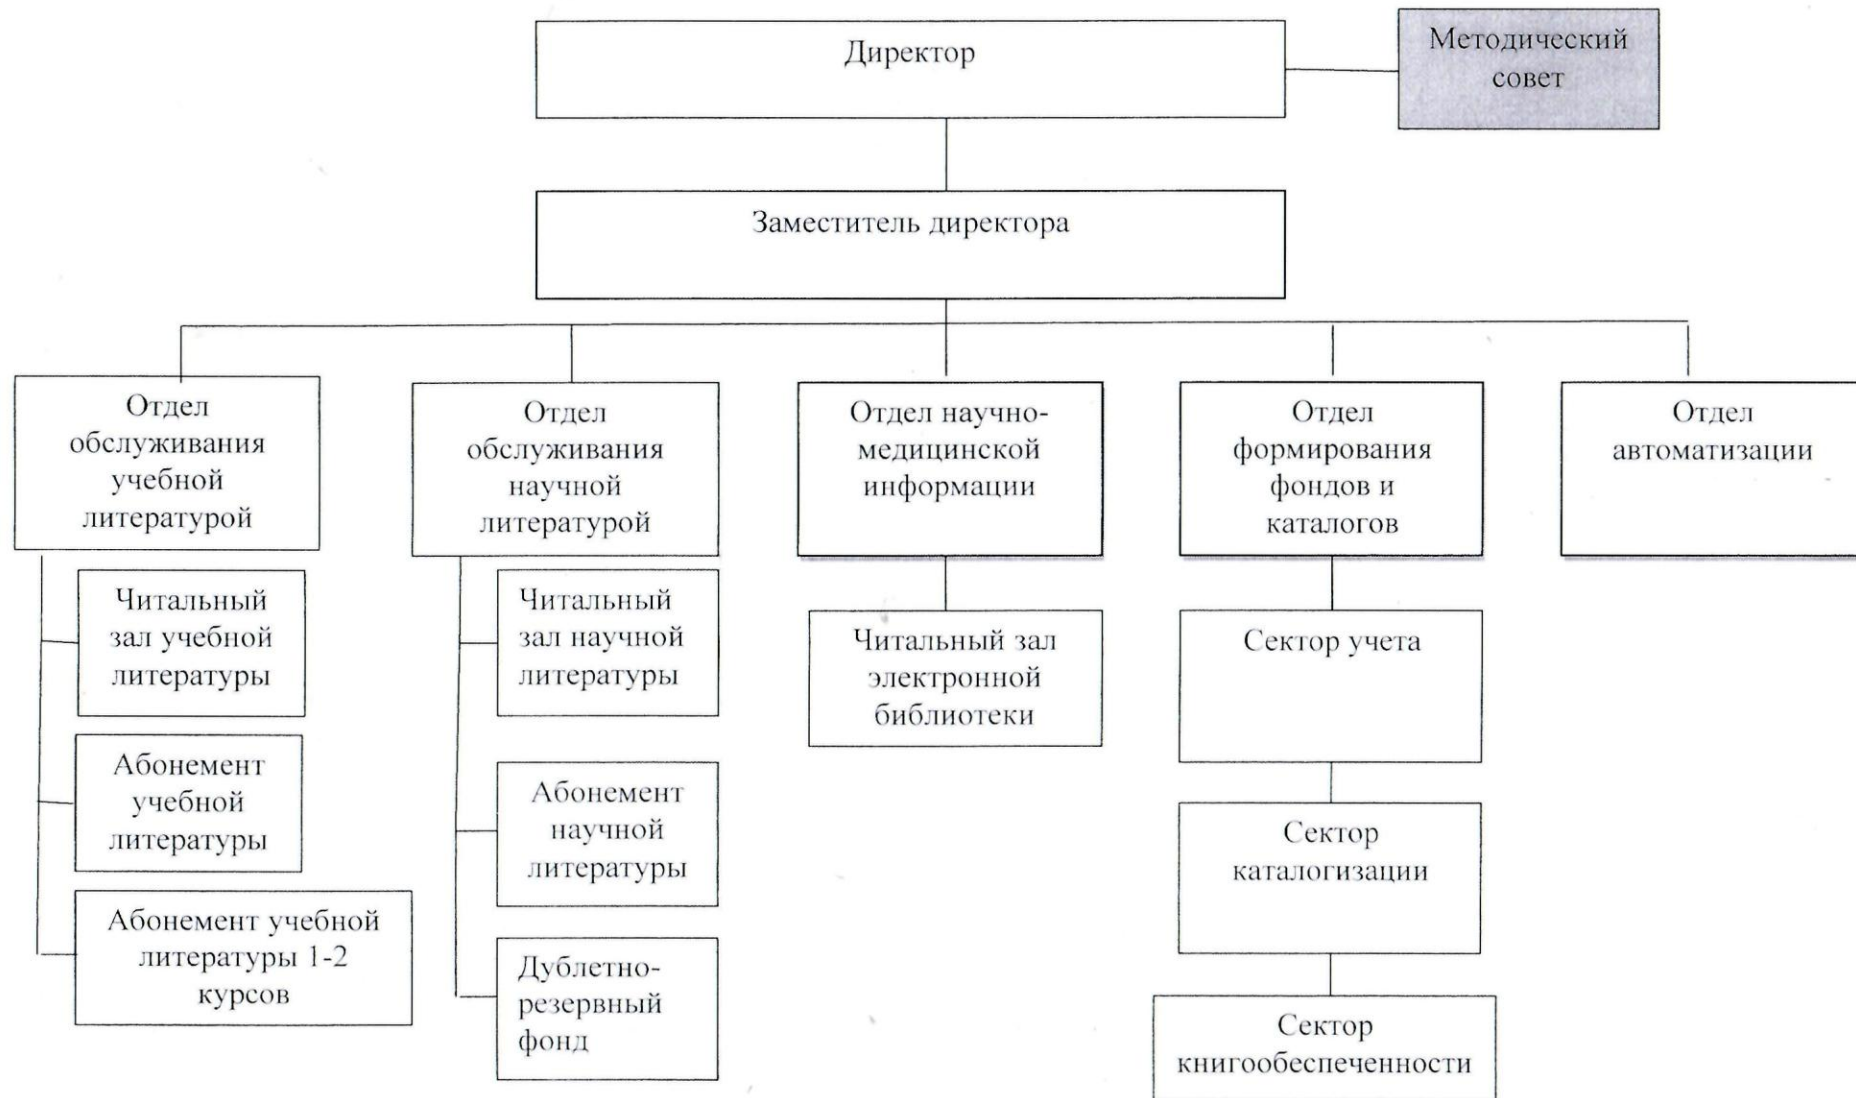 Директор
Методический
совет
Заместитель директора
Отдел
обслуживания
учебной
литературой
Отдел
обслуживания
научной
литературой
Отдел научно-
медицинской
информации
Отдел
формирования
фондов и
каталогов
Отдел
автоматизации
Читальный
зал учебной
литературы
Абонемент
учебной
литературы
Абонемент учебной
литературы 1-2
курсов
Читальный
зал научной
литературы
Абонемент
научной
литературы
Дублетно-
резервный
фонд
Читальный зал
электронной
библиотеки
Сектор учета
Сектор
каталогизации
Сектор
книгообеспеченности